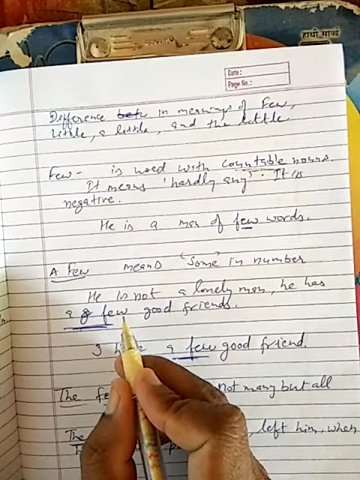 हाथी मार्का
Date :
Page No. :
Difference in meanings of Few,
little, a little, and the little
Few - is used with countable nouns.
It means 'hardly any'. It is
negative.
He is a man of few words.
A Few means 'Some' in number
He is not a lonely man, he has
a few good friends.
I a few good friend.
The not many but all
The left him, when